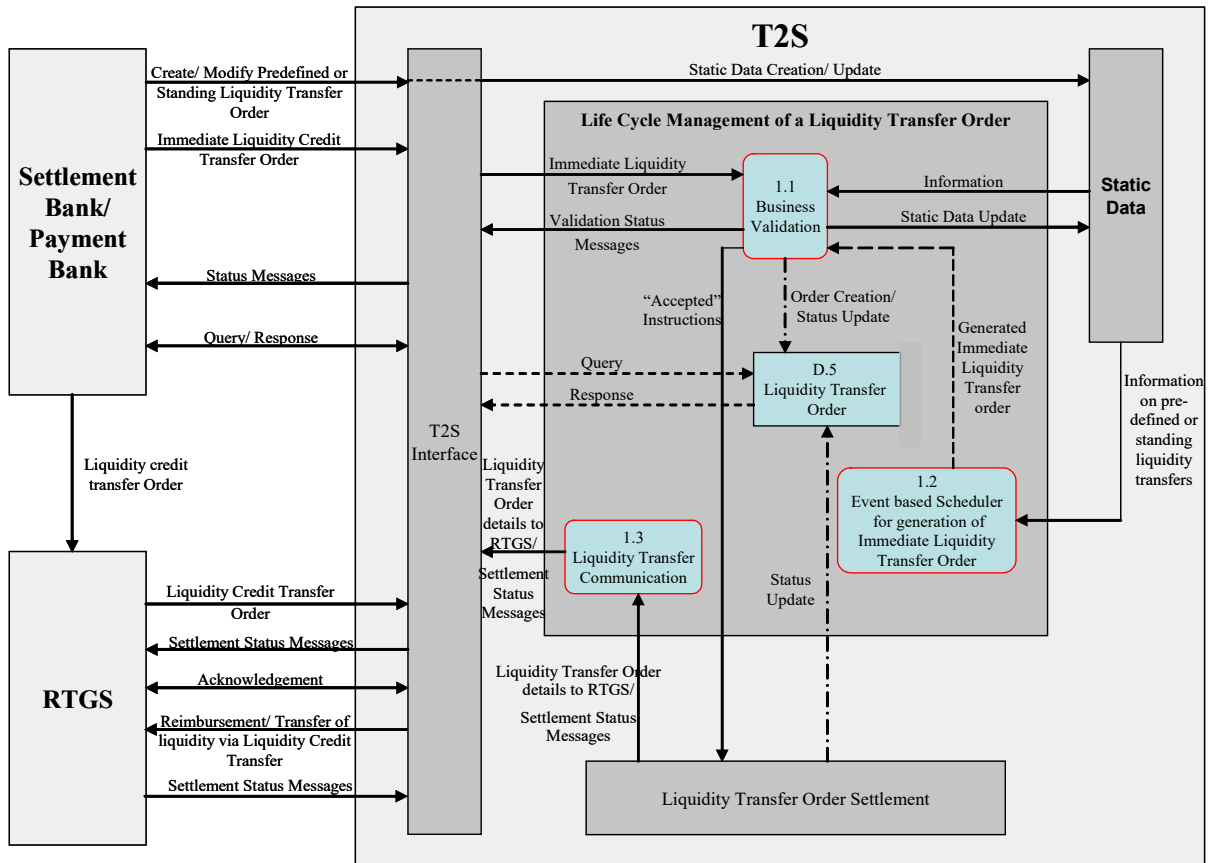 T2S
Settlement
Bank/
Payment
Bank
Create/ Modify Predefined or
Standing Liquidity Transfer
Order
Immediate Liquidity Credit
Transfer Order
Status Messages
Query/ Response
Liquidity credit
transfer Order
RTGS
Liquidity Credit Transfer
Order
Settlement Status Messages
Acknowledgement
Reimbursement/ Transfer of
liquidity via Liquidity Credit
Transfer
Settlement Status Messages
T2S
Interface
Static Data Creation/ Update
Life Cycle Management of a Liquidity Transfer Order
Immediate Liquidity
Transfer Order
Validation Status
Messages
1.1
Business
Validation
Information
Static Data Update
Static
Data
“Accepted”
Instructions
Order Creation/
Status Update
Generated
Immediate
Liquidity
Transfer
order
Query
Response
D.5
Liquidity Transfer
Order
Information
on pre-
defined or
standing
liquidity
transfers
Liquidity
Transfer
Order
details to
RTGS/
Settlement
Status
Messages
1.3
Liquidity Transfer
Communication
1.2
Event based Scheduler
for generation of
Immediate Liquidity
Transfer Order
Status
Update
Liquidity Transfer Order
details to RTGS/
Settlement Status
Messages
Liquidity Transfer Order Settlement